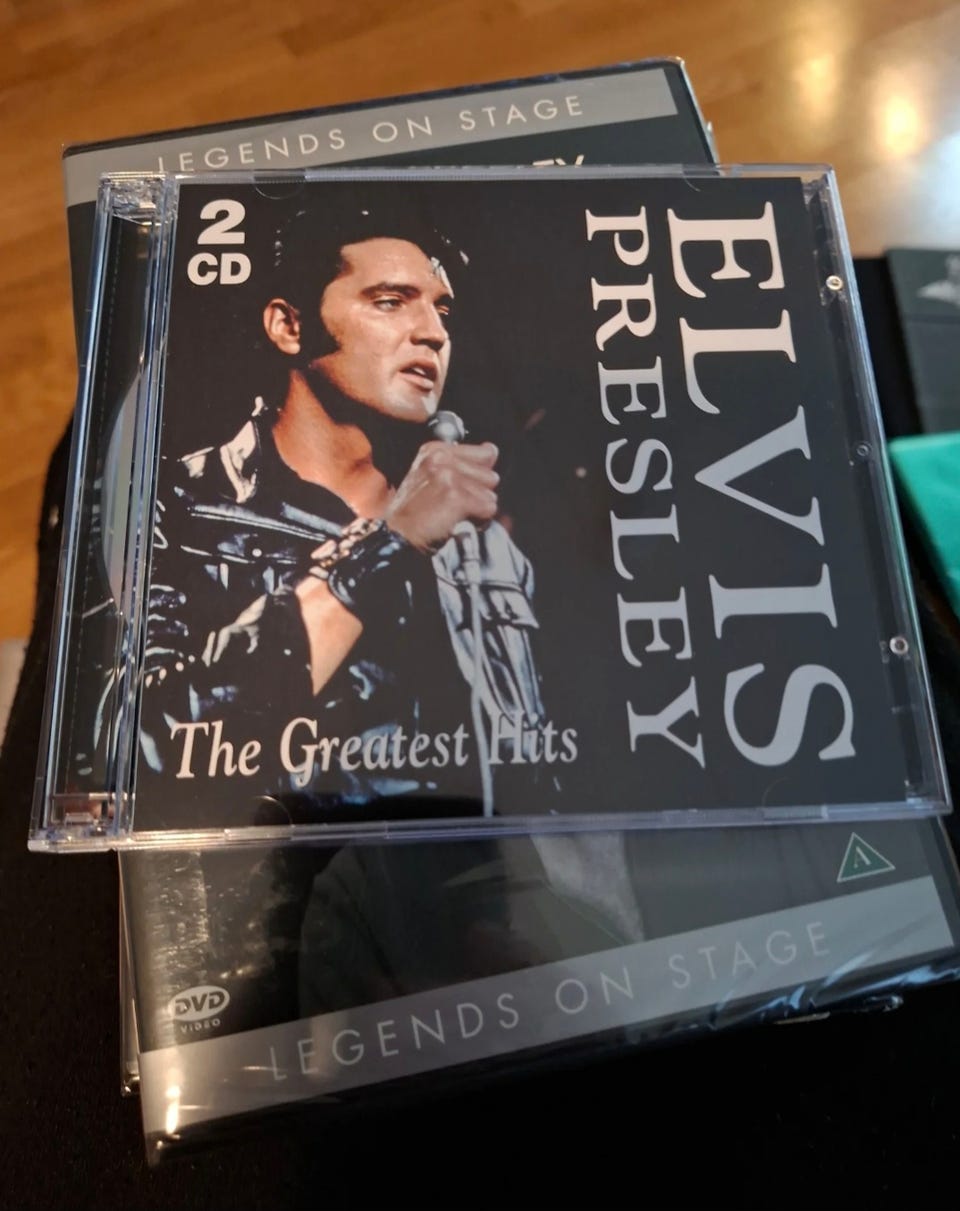 LEGENDS ON STAGE
2
CD
ELVIS
PRESLEY
The Greatest Hits
A
DVD
VIDEO
LEGENDS ON STAGE